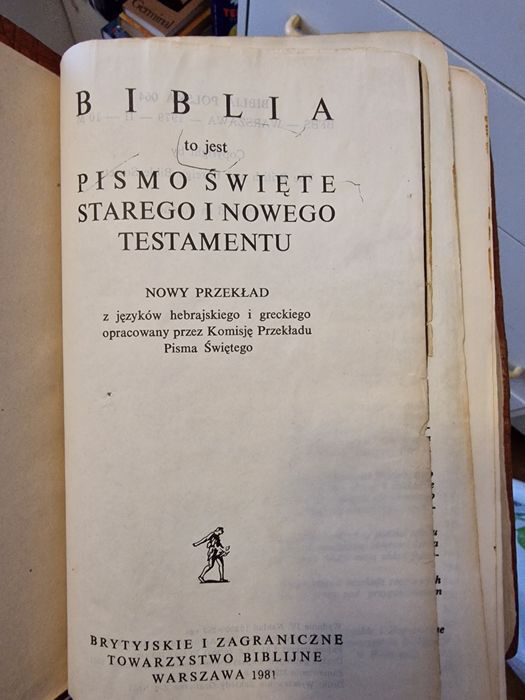 Germinal
B I B L I A
to jest
PISMO ŚWIĘTE
STAREGO I NOWEGO
TESTAMENTU
NOWY PRZEKŁAD
z języków hebrajskiego i greckiego
opracowany przez Komisję Przekładu
Pisma Świętego
BRYTYJSKIE I ZAGRANICZNE
TOWARZYSTWO BIBLIJNE
WARSZAWA 1981